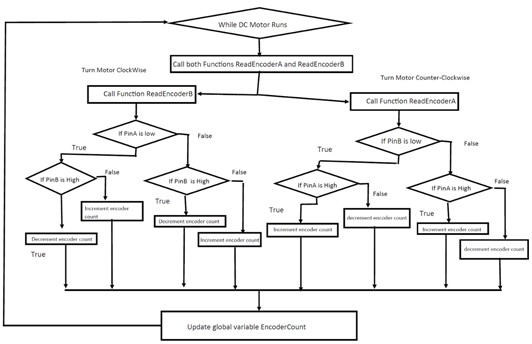 While DC Motor Runs
Call both Functions ReadEncoderA and ReadEncoderB
Turn Motor ClockWise
Turn Motor Counter-Clockwise
Call Function ReadEncoderB
Call Function ReadEncoderA
If PinA is low
If PinB is low
True
False
True
False
If PinB is High
False
If PinB is High
False
If PinA is High
False
If PinA is High
False
True
True
True
Increment encoder
count
Decrement encoder count
decrement encoder count
Decrement encoder count
Increment encoder count
Increment encoder count
Increment encoder count
decrement encoder count
True
Update global variable EncoderCount